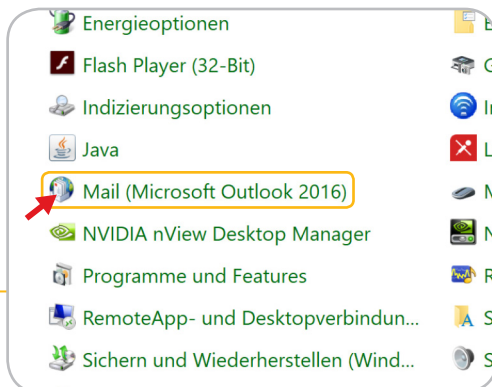 Energieoptionen
Flash Player (32-Bit)
Indizierungsoptionen
Java
Mail (Microsoft Outlook 2016)
NVIDIA nView Desktop Manager
Programme und Features
RemoteApp- und Desktopverbindun...
Sichern und Wiederherstellen (Wind...